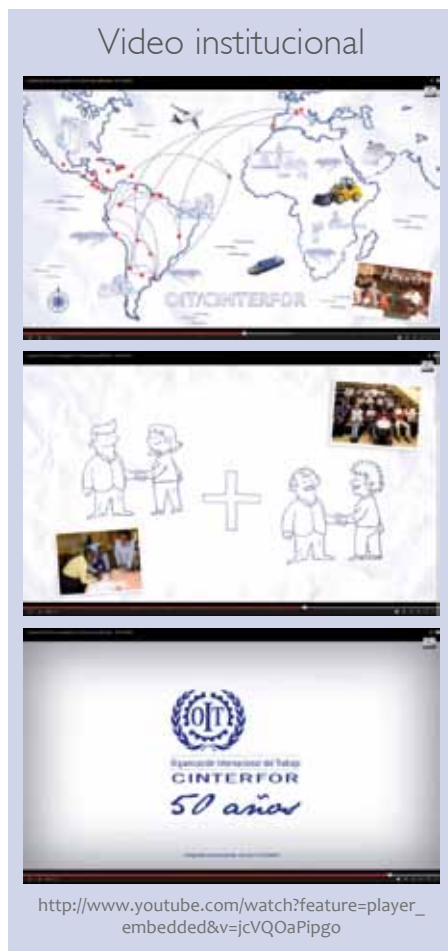 Video institucional
OIT/CINTERFOR
OIT
Organización Internacional del Trabajo
CINTERFOR
50 años
http://www.youtube.com/watch?feature=player_
embedded&v=jcVQOaPipgo